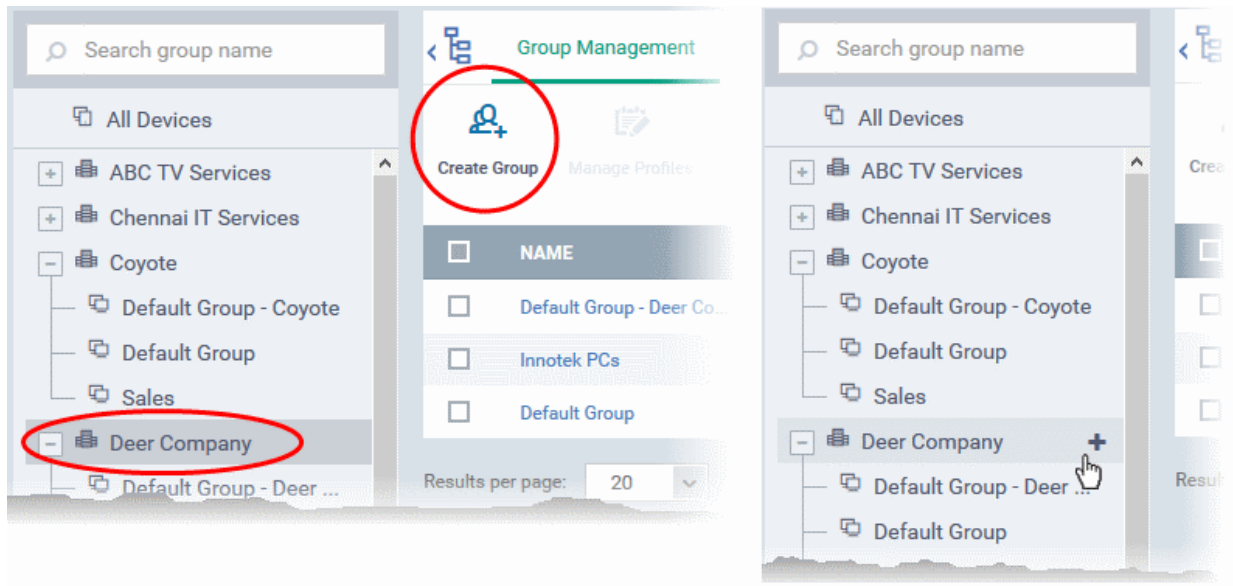 Search group name
All Devices
ABC TV Services
Chennai IT Services
Coyote
Default Group - Coyote
Default Group
Sales
Deer Company
Default Group - Deer ...
Group Management
Create Group
Manage Profiles
NAME
Default Group - Deer Co...
Innotek PCs
Default Group
Results per page: 20
Search group name
All Devices
ABC TV Services
Chennai IT Services
Coyote
Default Group - Coyote
Default Group
Sales
Deer Company
Default Group - Deer ...
Default Group
Crea
Resul